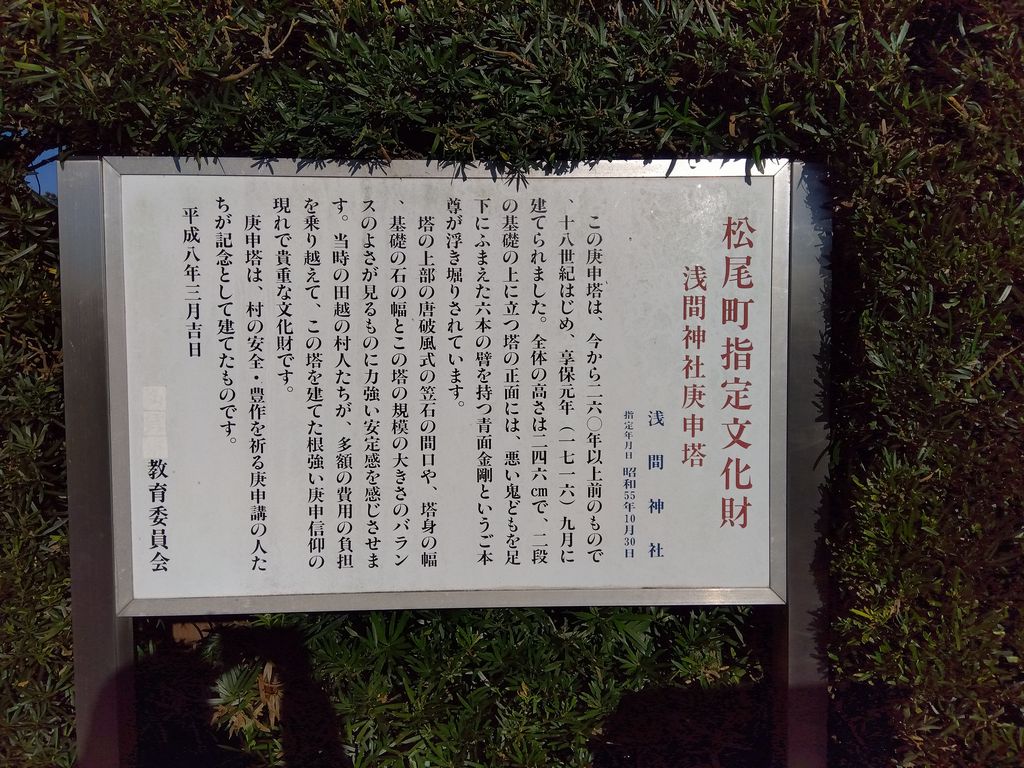 松尾町指定文化財
浅間神社庚申塔
浅間神社
指定年月日 昭和55年10月30日
この庚申塔は、今から二六〇年以上前のもので
、十八世紀はじめ、享保元年（一七一六）九月に
建てられました。全体の高さは二四六㎝で、二段
の基礎の上に立つ塔の正面には、悪い鬼どもを足
下にふまえた六本の臂を持つ青面金剛というご本
尊が浮き堀りされています。
塔の上部の唐破風式の笠石の間口や、塔身の幅
、基礎の石の幅とこの塔の規模の大きさのバラン
スのよさが見るものに力強い安定感を感じさせま
す。当時の田越の村人たちが、多額の費用の負担
を乗り越えて、この塔を建てた根強い庚申信仰の
現れで貴重な文化財です。
庚申塔は、村の安全・豊作を祈る庚申講の人た
ちが記念として建てたものです。
平成八年三月吉日
教育委員会